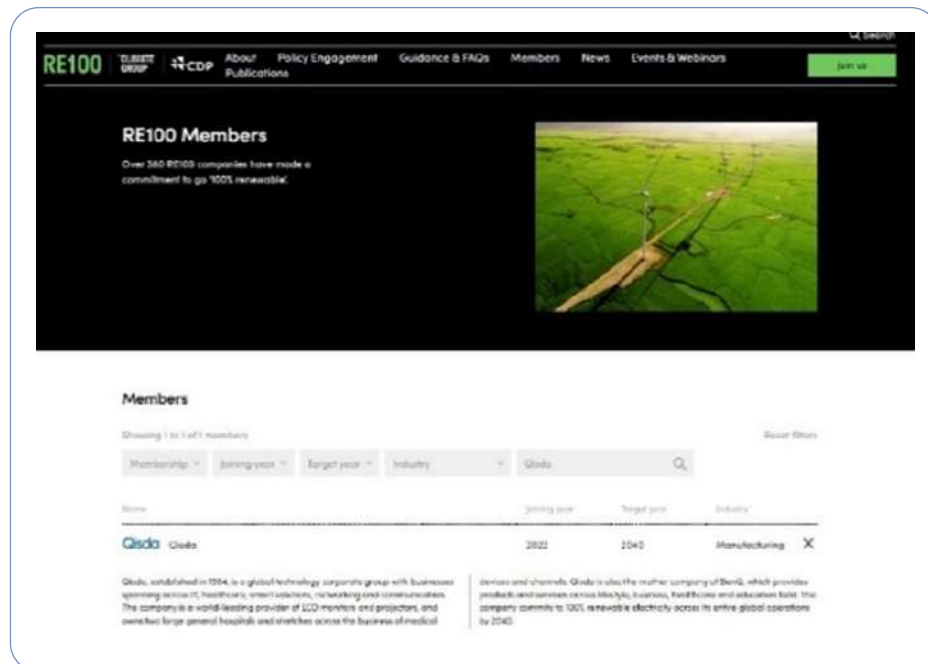 Search
RE100 CLIMATE GROUP CDP About Policy Engagement Guidance & FAQs Members News Events & Webinars
Publications
Join us
RE100 Members
Over 360 RE100 companies have made a
commitment to go '100% renewable'.
Members
Showing 1 to 1 of 1 members
Reset filters
Membership Joining year Target year Industry Qisda
Name Joining year Target year Industry
Qisda Qisda 2022 2040 Manufacturing X
Qisda, established in 1984, is a global technology corporate group with businesses
spanning across IT, healthcare, smart solutions, networking and communication.
The company is a world-leading provider of LCD monitors and projectors, and
owns two large general hospitals and stretches across the business of medical
devices and channels. Qisda is also the mother company of BenQ, which provides
products and services across lifestyle, business, healthcare and education field. The
company commits to 100% renewable electricity across its entire global operations
by 2040.